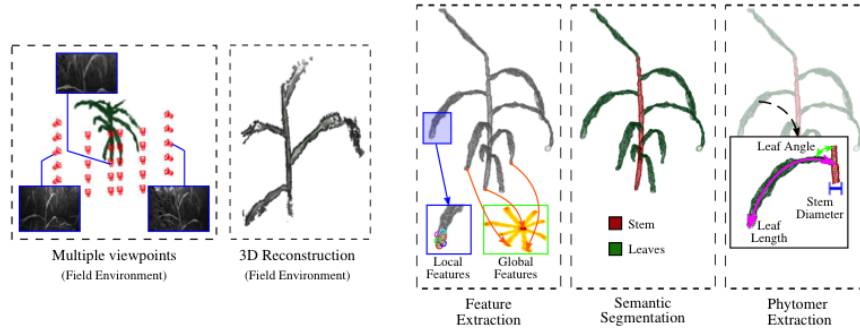 Multiple viewpoints
(Field Environment)
3D Reconstruction
(Field Environment)
Local
Features
Global
Features
Feature
Extraction
Stem
Leaves
Semantic
Segmentation
Leaf Angle
Stem
Diameter
Leaf
Length
Phytomer
Extraction